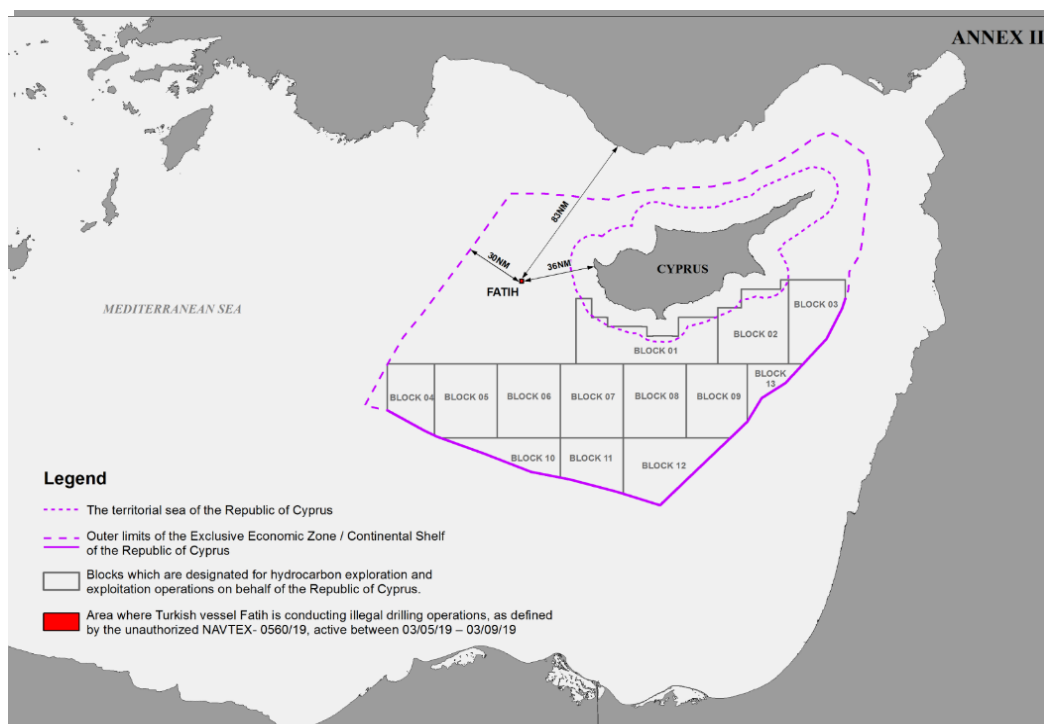 ANNEX II
83NM
30NM
36NM
FATIH
CYPRUS
MEDITERRANEAN SEA
BLOCK 03
BLOCK 02
BLOCK 01
BLOCK
13
BLOCK 04
BLOCK 05
BLOCK 06
BLOCK 07
BLOCK 08
BLOCK 09
BLOCK 10
BLOCK 11
BLOCK 12
Legend
The territorial sea of the Republic of Cyprus
Outer limits of the Exclusive Economic Zone / Continental Shelf
of the Republic of Cyprus
Blocks which are designated for hydrocarbon exploration and
exploitation operations on behalf of the Republic of Cyprus.
Area where Turkish vessel Fatih is conducting illegal drilling operations, as defined
by the unauthorized NAVTEX- 0560/19, active between 03/05/19 – 03/09/19